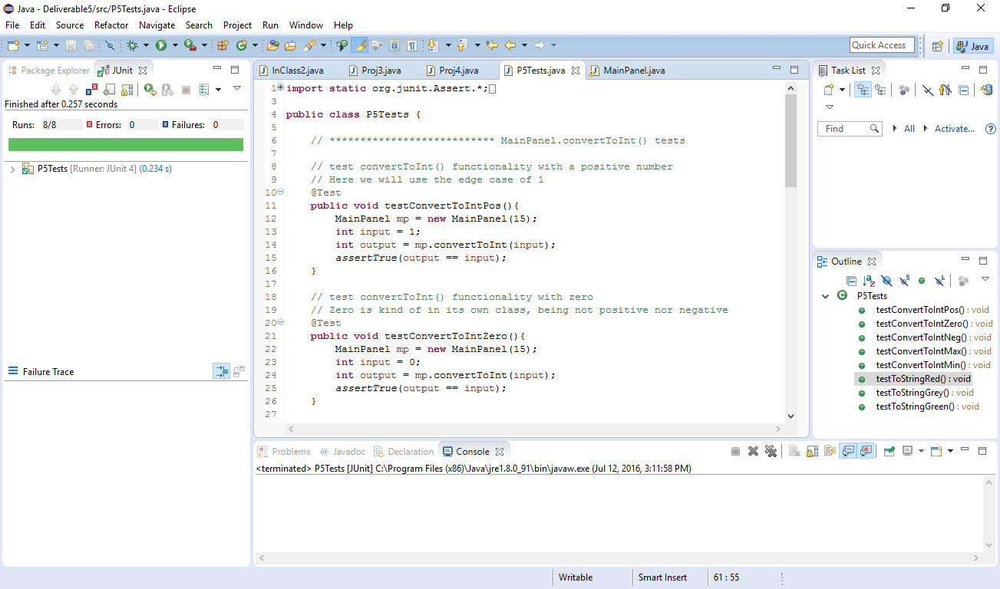 Java - Deliverable5/src/P5Tests.java - Eclipse
File Edit Source Refactor Navigate Search Project Run Window Help
Quick Access Java
Package Explorer JUnit
Finished after 0.257 seconds
Runs: 8/8 Errors: 0 Failures: 0
P5Tests [Runner: JUnit 4] (0.234 s)
Failure Trace
InClass2.java Proj3.java Proj4.java P5Tests.java MainPanel.java
1 import static org.junit.Assert.*;
3
4 public class P5Tests {
5
6 // *************************** MainPanel.convertToInt() tests
7
8 // test convertToInt() functionality with a positive number
9 // Here we will use the edge case of 1
10 @Test
11 public void testConvertToIntPos(){
12 MainPanel mp = new MainPanel(15);
13 int input = 1;
14 int output = mp.convertToInt(input);
15 assertTrue(output == input);
16 }
17
18 // test convertToInt() functionality with zero
19 // Zero is kind of in its own class, being not positive nor negative
20 @Test
21 public void testConvertToIntZero(){
22 MainPanel mp = new MainPanel(15);
23 int input = 0;
24 int output = mp.convertToInt(input);
25 assertTrue(output == input);
26 }
27
Task List
Find All Activate...
Outline
P5Tests
testConvertToIntPos() : void
testConvertToIntZero() : void
testConvertToIntNeg() : void
testConvertToIntMax() : void
testConvertToIntMin() : void
testToStringRed() : void
testToStringGrey() : void
testToStringGreen() : void
Problems @ Javadoc Declaration Console
<terminated> P5Tests [JUnit] C:\Program Files (x86)\Java\jre1.8.0_91\bin\javaw.exe (Jul 12, 2016, 3:11:58 PM)
Writable Smart Insert 61 : 55